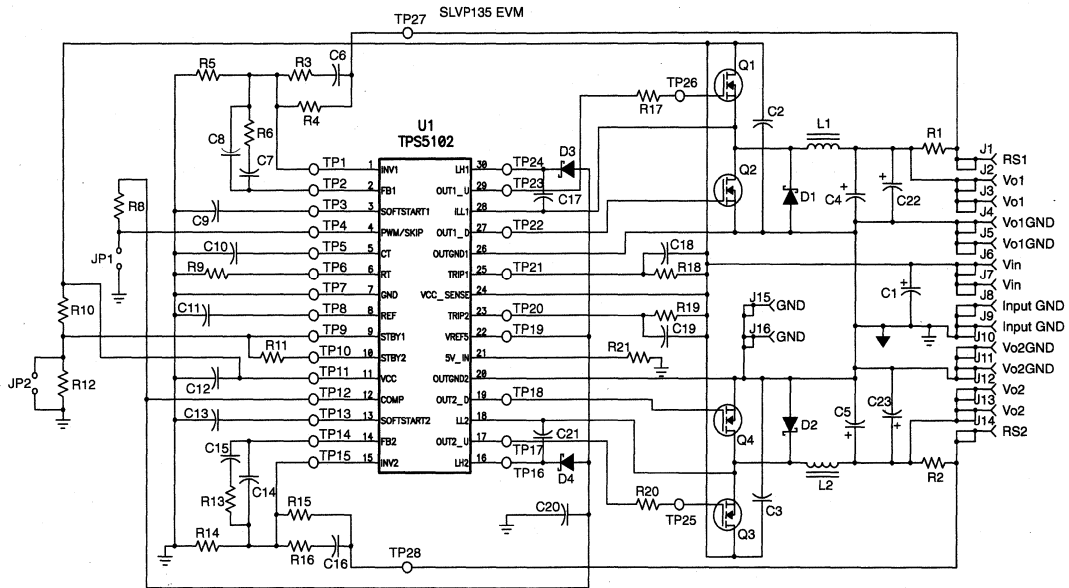 SLVP135 EVM
TP27
R5
R3
C6
R4
C8
R6
C7
Q1
TP26
R17
C2
U1
TPS5102
L1
R1
Q2
D1
C4
C22
D3
C17
TP1 1 INV1 LH1 30 TP24
TP2 2 FB1 OUT1_U 29 TP23
TP3 3 SOFTSTART1 ILL1 28
TP4 4 PWM/SKIP OUT1_D 27 TP22
TP5 5 CT OUTGND1 26
TP6 6 RT TRIP1 25 TP21
TP7 7 GND VCC_SENSE 24
TP8 8 REF TRIP2 23 TP20
TP9 9 STBY1 VREF5 22 TP19
TP10 10 STBY2 5V_IN 21
TP11 11 VCC OUTGND2 20
TP12 12 COMP OUT2_D 19 TP18
TP13 13 SOFTSTART2 LL2 18
TP14 14 FB2 OUT2_U 17 TP17
TP15 15 INV2 LH2 16 TP16
R8
JP1
C9
C10
R9
C11
R10
R11
JP2
R12
C12
C13
C15
R13
C14
R14
R15
R16
C16
TP28
C18
R18
R19
C19
R21
C21
D4
C20
R20
TP25
J15
GND
J16
GND
C1
Q4
Q3
D2
C5
C23
L2
R2
C3
J1
RS1
J2
Vo1
J3
Vo1
J4
Vo1GND
J5
Vo1GND
J6
Vin
J7
Vin
J8
Input GND
J9
Input GND
J10
Vo2GND
J11
Vo2GND
J12
Vo2
J13
Vo2
J14
RS2